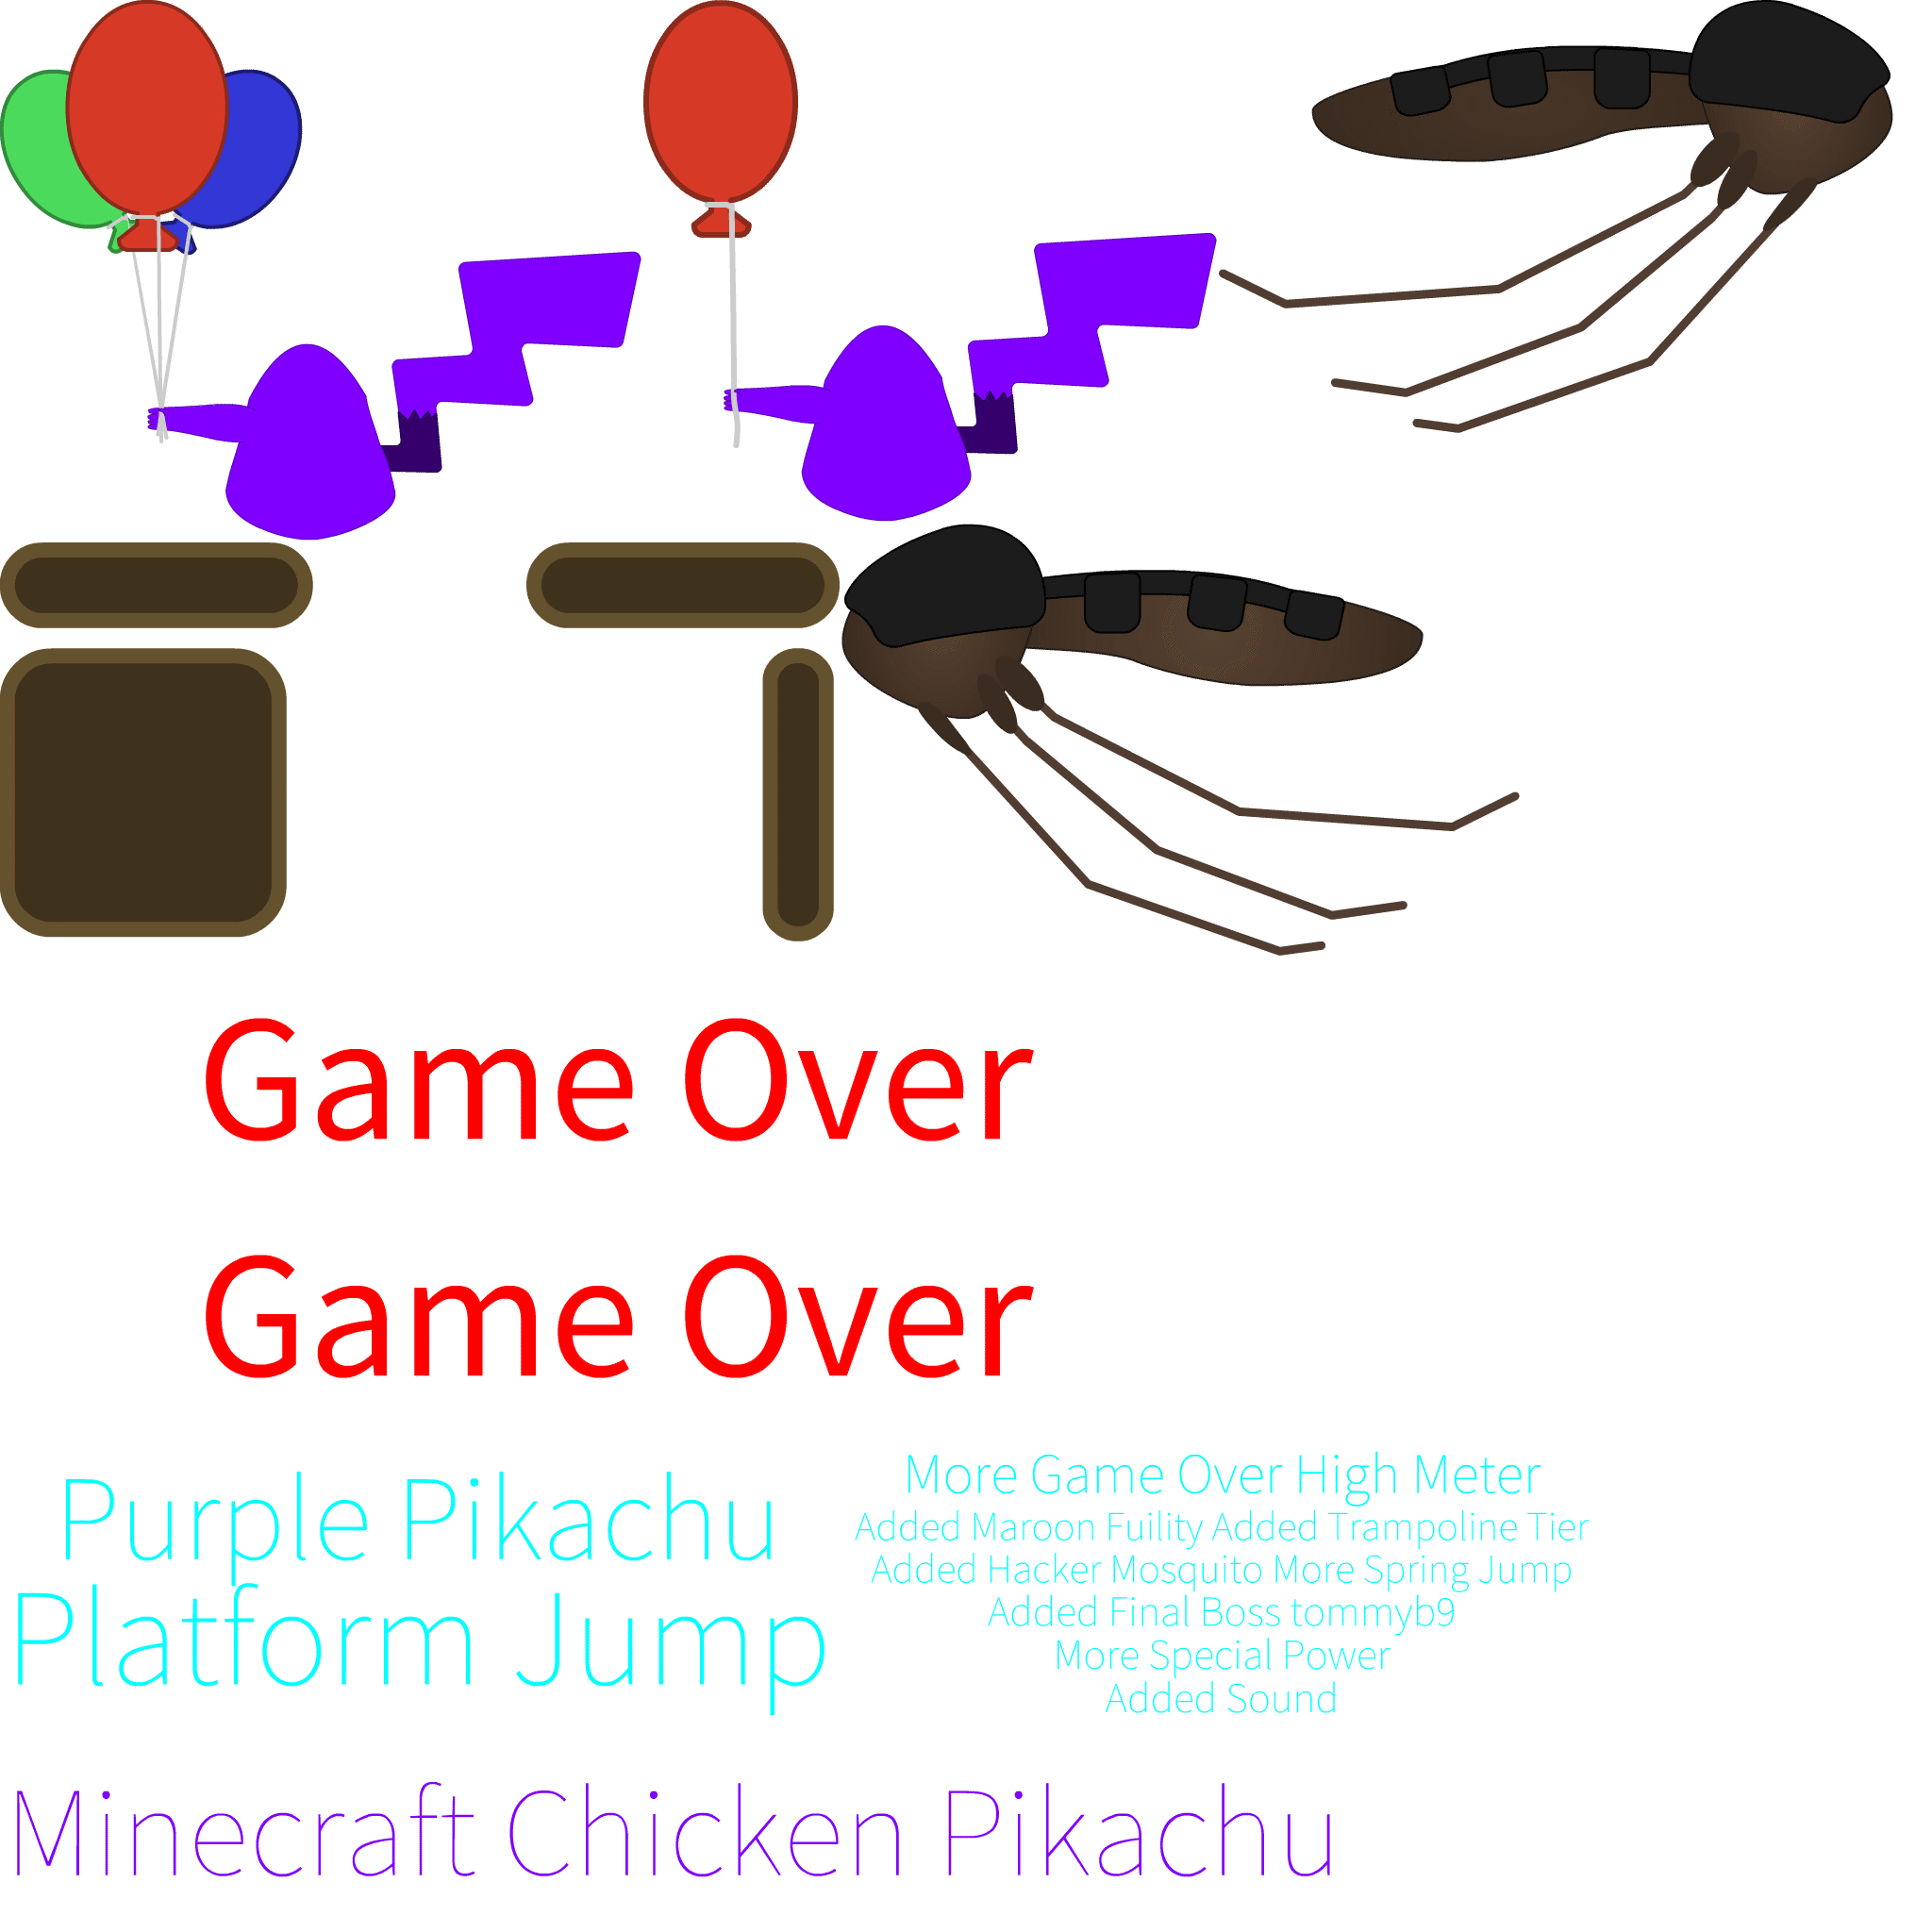 Game Over
Game Over
Purple Pikachu
Platform Jump
More Game Over High Meter
Added Maroon Fuility Added Trampoline Tier
Added Hacker Mosquito More Spring Jump
Added Final Boss tommyb9
More Special Power
Added Sound
Minecraft Chicken Pikachu